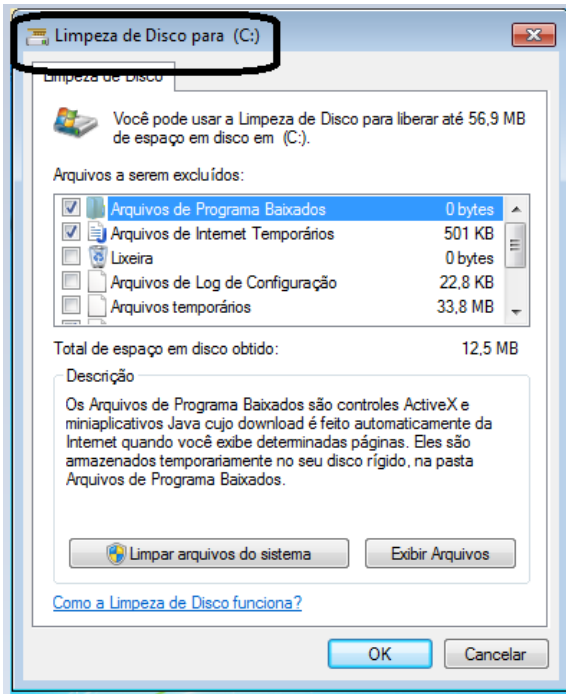 Limpeza de Disco para (C:)
Limpeza de Disco
Você pode usar a Limpeza de Disco para liberar até 56,9 MB
de espaço em disco em (C:).
Arquivos a serem excluídos:
Arquivos de Programa Baixados 0 bytes
Arquivos de Internet Temporários 501 KB
Lixeira 0 bytes
Arquivos de Log de Configuração 22,8 KB
Arquivos temporários 33,8 MB
Total de espaço em disco obtido: 12,5 MB
Descrição
Os Arquivos de Programa Baixados são controles ActiveX e
miniaplicativos Java cujo download é feito automaticamente da
Internet quando você exibe determinadas páginas. Eles são
armazenados temporariamente no seu disco rígido, na pasta
Arquivos de Programa Baixados.
Limpar arquivos do sistema
Exibir Arquivos
Como a Limpeza de Disco funciona?
OK
Cancelar